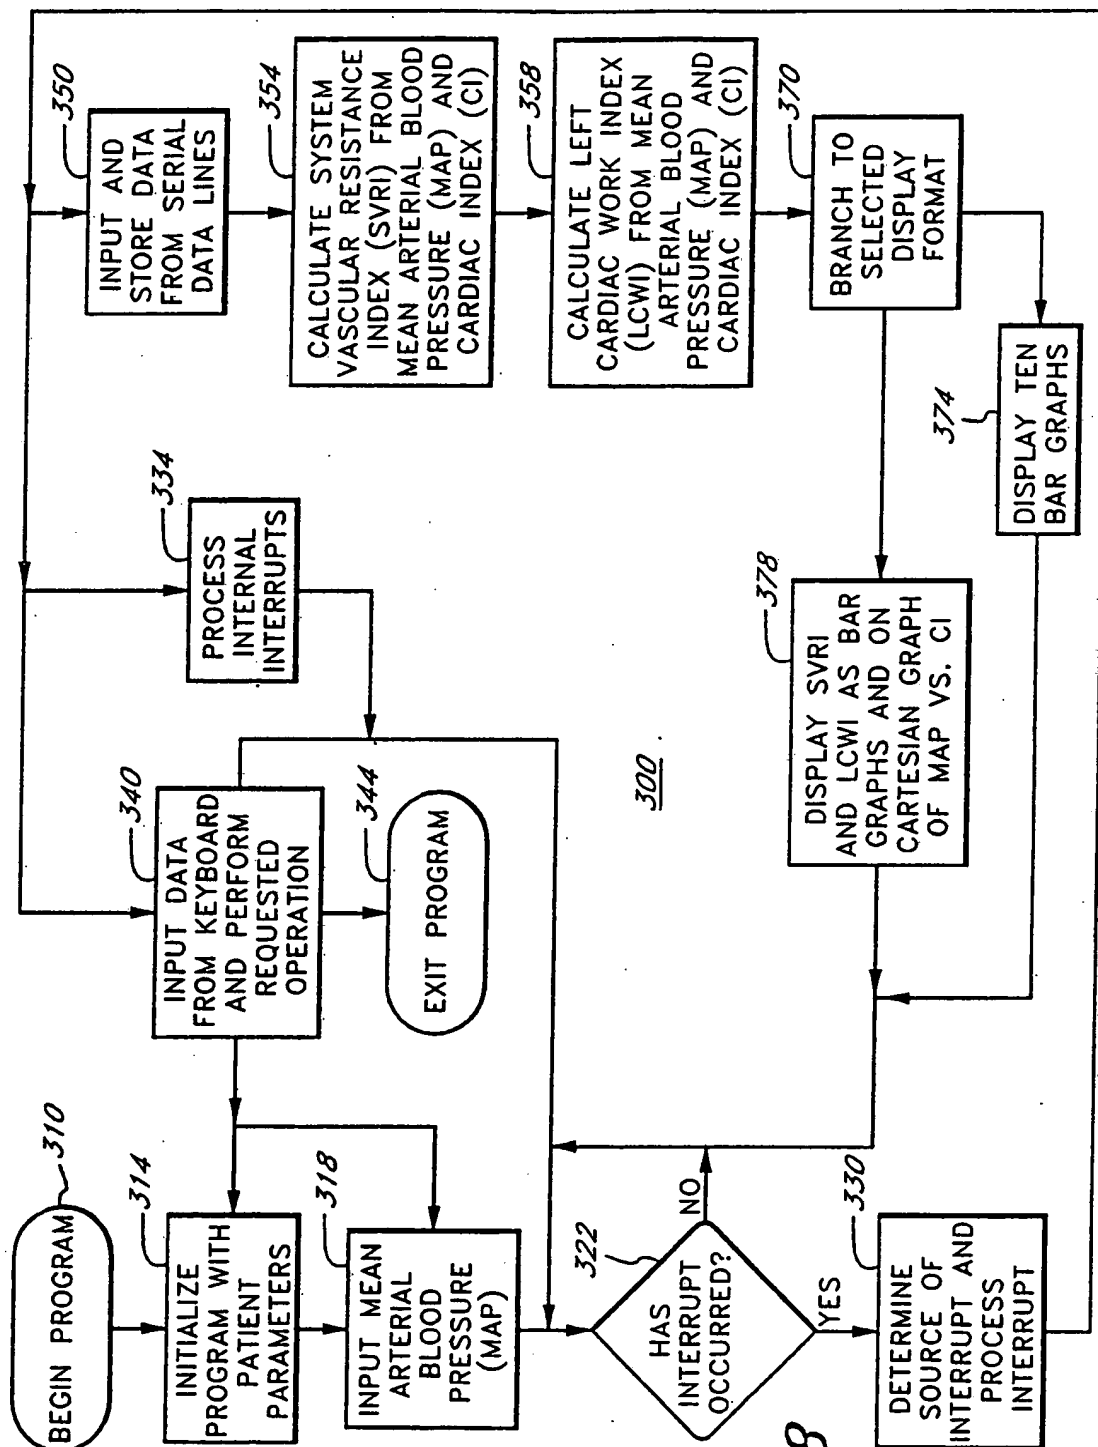 BEGIN PROGRAM
310
INITIALIZE
PROGRAM WITH
PATIENT
PARAMETERS
314
INPUT MEAN
ARTERIAL
BLOOD
PRESSURE
(MAP)
318
HAS
INTERRUPT
OCCURRED?
322
NO
YES
DETERMINE
SOURCE OF
INTERRUPT AND
PROCESS
INTERRUPT
330
8
INPUT DATA
FROM KEYBOARD
AND PERFORM
REQUESTED
OPERATION
340
EXIT PROGRAM
344
PROCESS
INTERNAL
INTERRUPTS
334
300
INPUT AND
STORE DATA
FROM SERIAL
DATA LINES
350
CALCULATE SYSTEM
VASCULAR RESISTANCE
INDEX (SVRI) FROM
MEAN ARTERIAL BLOOD
PRESSURE (MAP) AND
CARDIAC INDEX (CI)
354
CALCULATE LEFT
CARDIAC WORK INDEX
(LCWI) FROM MEAN
ARTERIAL BLOOD
PRESSURE (MAP) AND
CARDIAC INDEX (CI)
358
BRANCH TO
SELECTED
DISPLAY
FORMAT
370
DISPLAY TEN
BAR GRAPHS
374
DISPLAY SVRI
AND LCWI AS BAR
GRAPHS AND ON
CARTESIAN GRAPH
OF MAP VS. CI
378